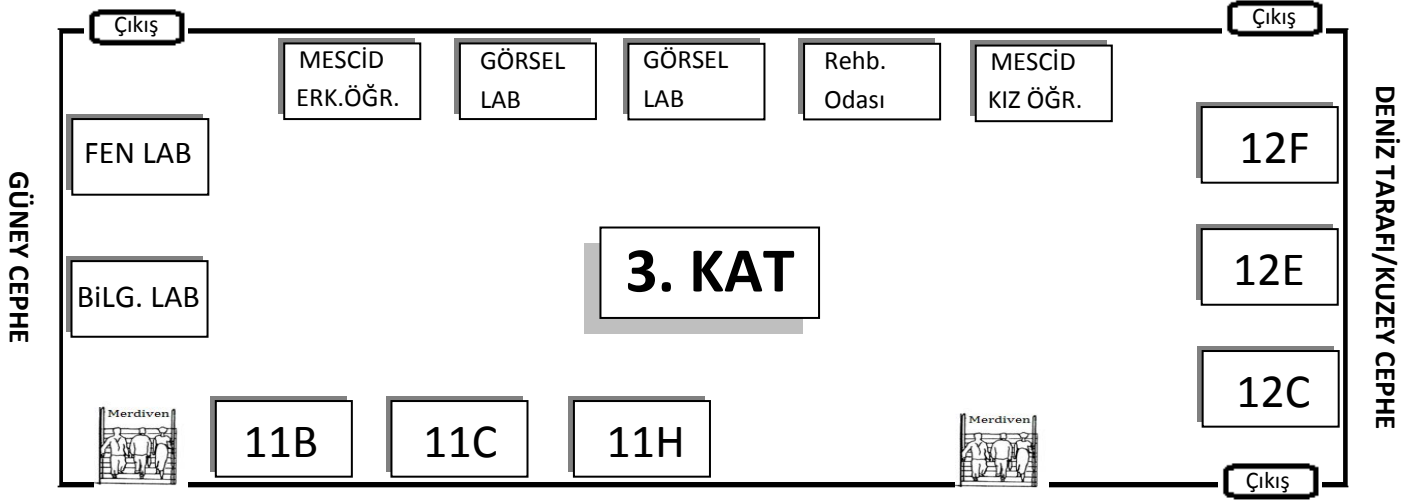 Çıkış
Çıkış
MESCİD
ERK.ÖĞR.
GÖRSEL
LAB
GÖRSEL
LAB
Rehb.
Odası
MESCİD
KIZ ÖĞR.
FEN LAB
12F
GÜNEY CEPHE
DENİZ TARAFI/KUZEY CEPHE
3. KAT
12E
BiLG. LAB
12C
Merdiven
11B
11C
11H
Merdiven
Çıkış